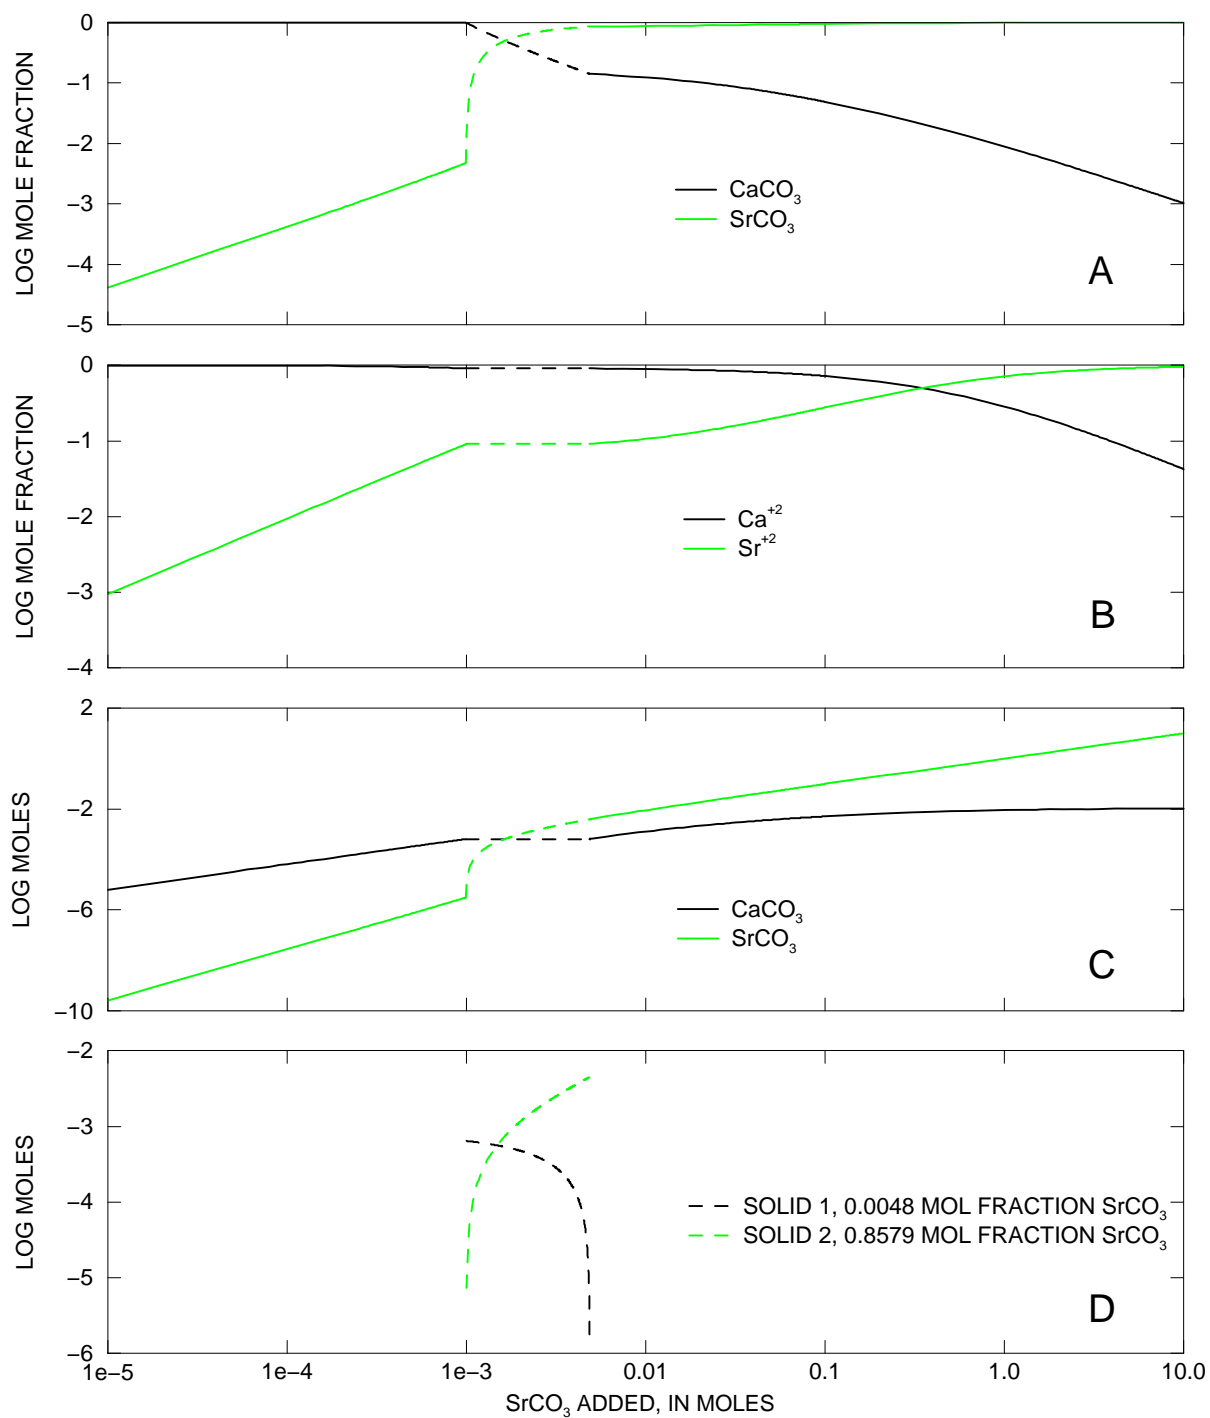 0
−1
−2
−3
−4
−5
LOG MOLE FRACTION
CaCO3
SrCO3
A
0
−1
−2
−3
−4
LOG MOLE FRACTION
Ca+2
Sr+2
B
2
−2
−6
−10
LOG MOLES
CaCO3
SrCO3
C
−2
−3
−4
−5
−6
LOG MOLES
SOLID 1, 0.0048 MOL FRACTION SrCO3
SOLID 2, 0.8579 MOL FRACTION SrCO3
D
1e−5 1e−4 1e−3 0.01 0.1 1.0 10.0
SrCO3 ADDED, IN MOLES